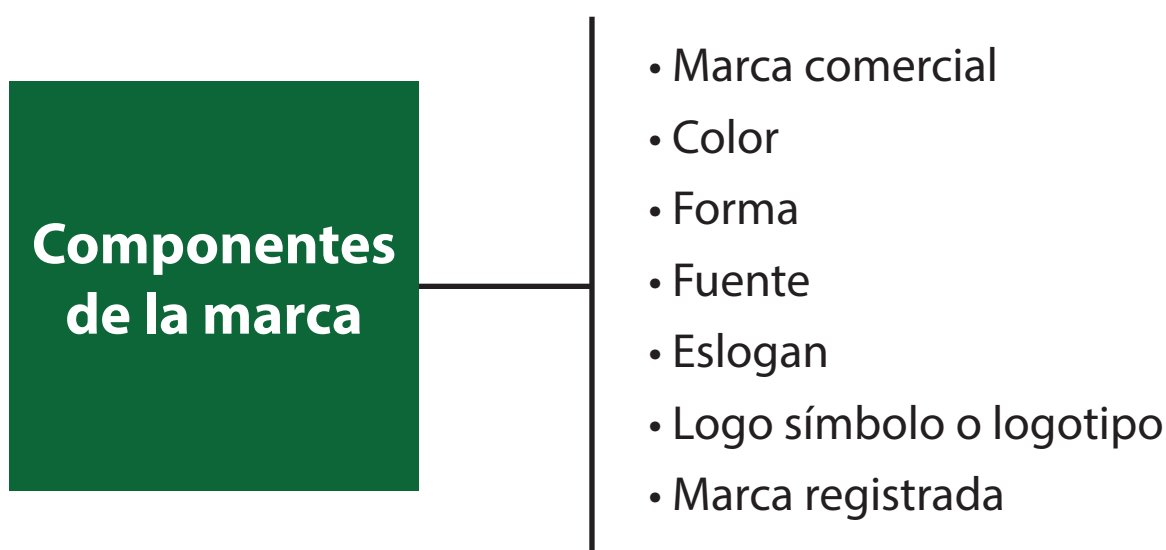 Componentes
de la marca
• Marca comercial
• Color
• Forma
• Fuente
• Eslogan
• Logo símbolo o logotipo
• Marca registrada